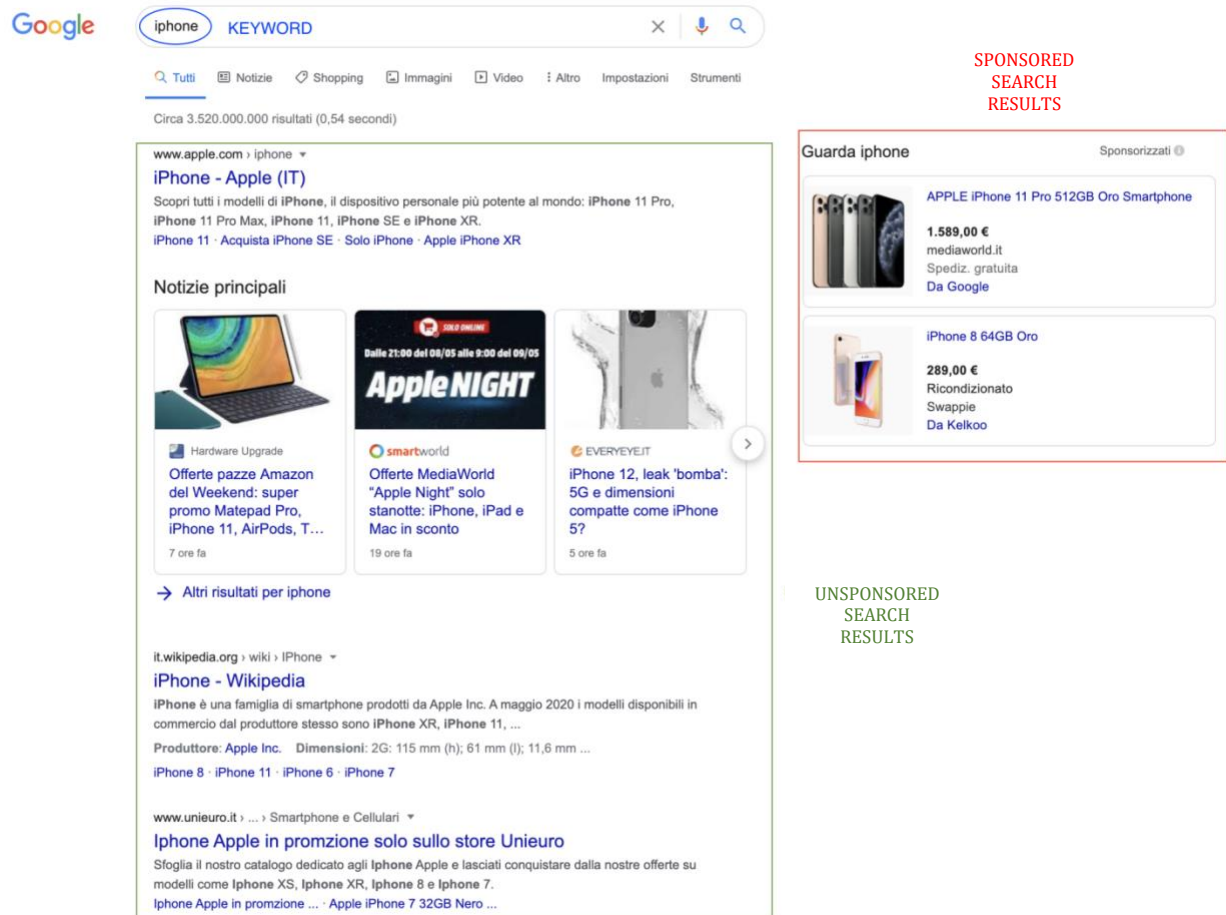 Google
iphone KEYWORD
Tutti Notizie Shopping Immagini Video Altro Impostazioni Strumenti
Circa 3.520.000.000 risultati (0,54 secondi)
www.apple.com › iphone
iPhone - Apple (IT)
Scopri tutti i modelli di iPhone, il dispositivo personale più potente al mondo: iPhone 11 Pro,
iPhone 11 Pro Max, iPhone 11, iPhone SE e iPhone XR.
iPhone 11 · Acquista iPhone SE · Solo iPhone · Apple iPhone XR
Notizie principali
SOLO ONLINE
Dalle 21:00 del 08/05 alle 9:00 del 09/05
Apple NIGHT
Hardware Upgrade
Offerte pazze Amazon
del Weekend: super
promo Matepad Pro,
iPhone 11, AirPods, T...
7 ore fa
smartworld
Offerte MediaWorld
“Apple Night” solo
stanotte: iPhone, iPad e
Mac in sconto
19 ore fa
EVERYEYE.IT
iPhone 12, leak 'bomba':
5G e dimensioni
compatte come iPhone
5?
5 ore fa
Altri risultati per iphone
it.wikipedia.org › wiki › IPhone
iPhone - Wikipedia
iPhone è una famiglia di smartphone prodotti da Apple Inc. A maggio 2020 i modelli disponibili in
commercio dal produttore stesso sono iPhone XR, iPhone 11, ...
Produttore: Apple Inc. Dimensioni: 2G: 115 mm (h); 61 mm (l); 11,6 mm ...
iPhone 8 · iPhone 11 · iPhone 6 · iPhone 7
www.unieuro.it › ... › Smartphone e Cellulari
Iphone Apple in promzione solo sullo store Unieuro
Sfoglia il nostro catalogo dedicato agli Iphone Apple e lasciati conquistare dalla nostre offerte su
modelli come Iphone XS, Iphone XR, Iphone 8 e Iphone 7.
Iphone Apple in promzione ... · Apple iPhone 7 32GB Nero ...
SPONSORED
SEARCH
RESULTS
Guarda iphone Sponsorizzati
APPLE iPhone 11 Pro 512GB Oro Smartphone
1.589,00 €
mediaworld.it
Spediz. gratuita
Da Google
iPhone 8 64GB Oro
289,00 €
Ricondizionato
Swappie
Da Kelkoo
UNSPONSORED
SEARCH
RESULTS